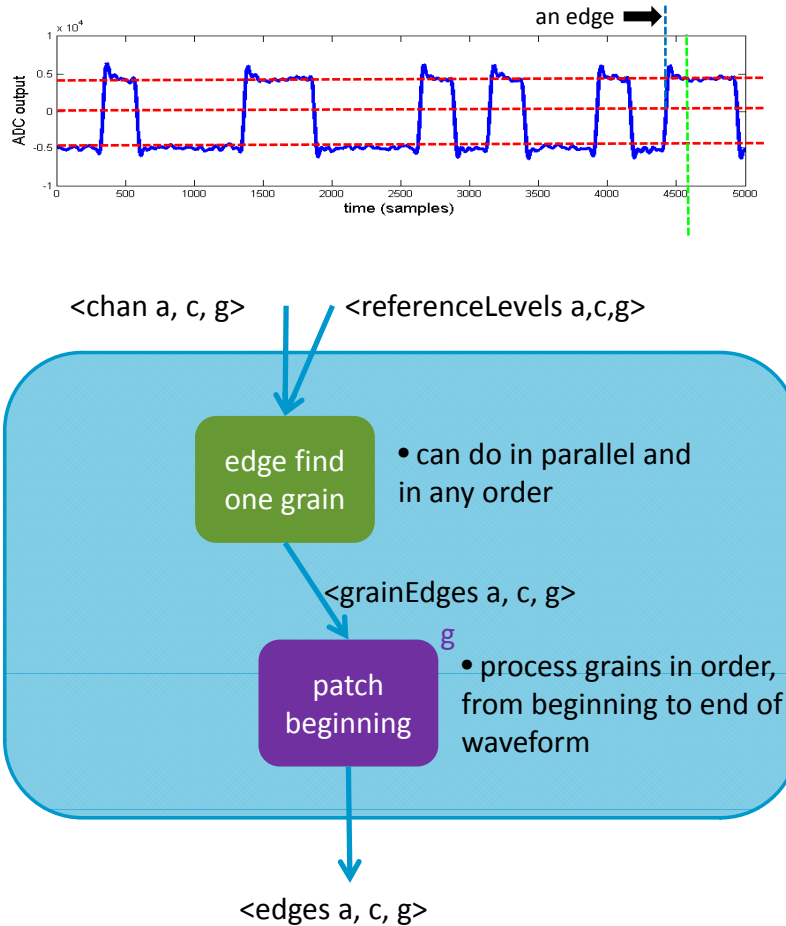 an edge
x 10⁴
1
0.5
0
-0.5
-1
ADC output
0 500 1000 1500 2000 2500 3000 3500 4000 4500 5000
time (samples)
<chan a, c, g> <referenceLevels a,c,g>
edge find
one grain
• can do in parallel and
in any order
<grainEdges a, c, g>
g
patch
beginning
• process grains in order,
from beginning to end of
waveform
<edges a, c, g>